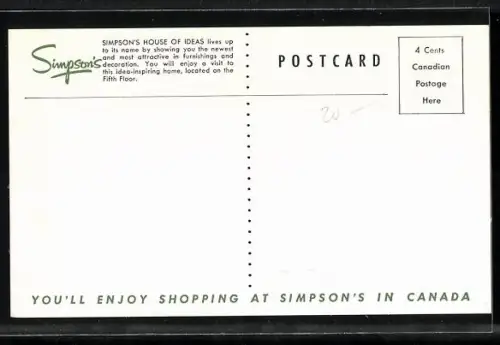 Simpson's
SIMPSON'S HOUSE OF IDEAS lives up
to its name by showing you the newest
and most attractive in furnishings and
decoration. You will enjoy a visit to
this idea-inspiring home, located on the
Fifth Floor.
POSTCARD
4 Cents
Canadian
Postage
Here
20-
YOU'LL ENJOY SHOPPING AT SIMPSON'S IN CANADA